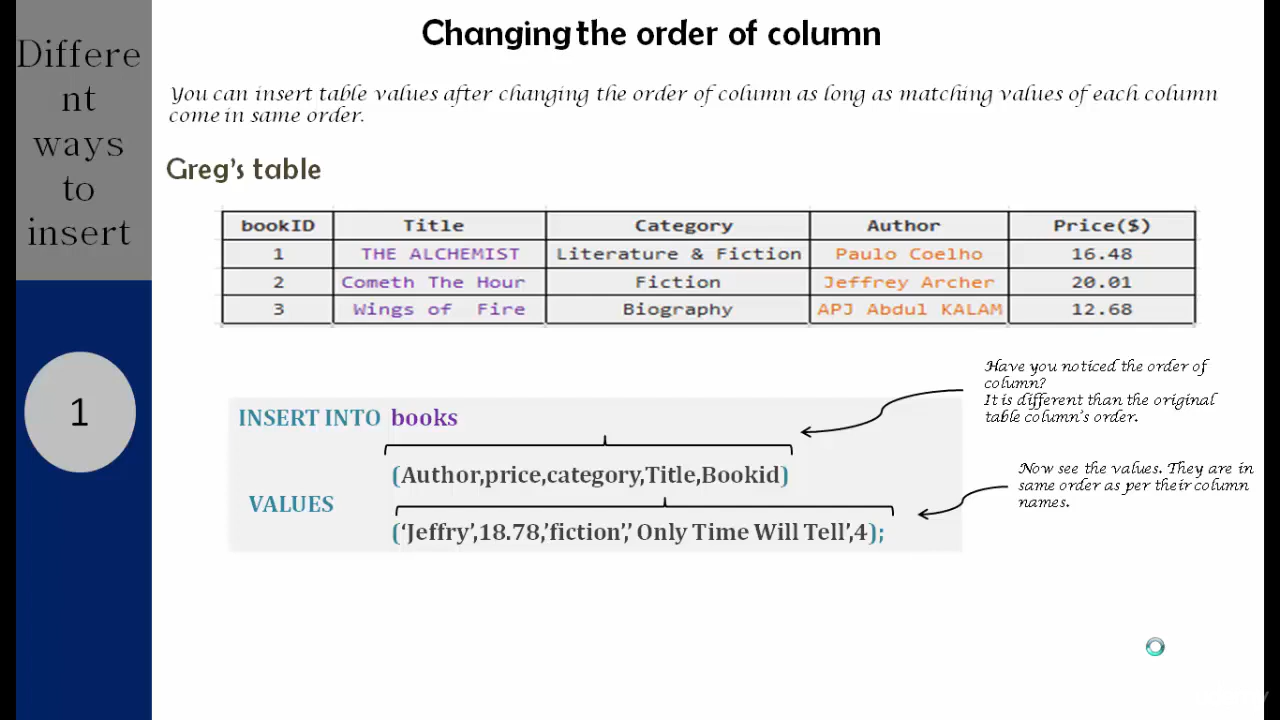 Differe
nt
ways
to
insert
1
Changing the order of column
You can insert table values after changing the order of column as long as matching values of each column
come in same order.
Greg's table
bookID Title Category Author Price($)
1 THE ALCHEMIST Literature & Fiction Paulo Coelho 16.48
2 Cometh The Hour Fiction Jeffrey Archer 20.01
3 Wings of Fire Biography APJ Abdul KALAM 12.68
Have you noticed the order of
column?
It is different than the original
table column's order.
INSERT INTO books
(Author,price,category,Title,Bookid)
Now see the values. They are in
same order as per their column
names.
VALUES
(‘Jeffry’,18.78,’fiction’,’ Only Time Will Tell’,4);